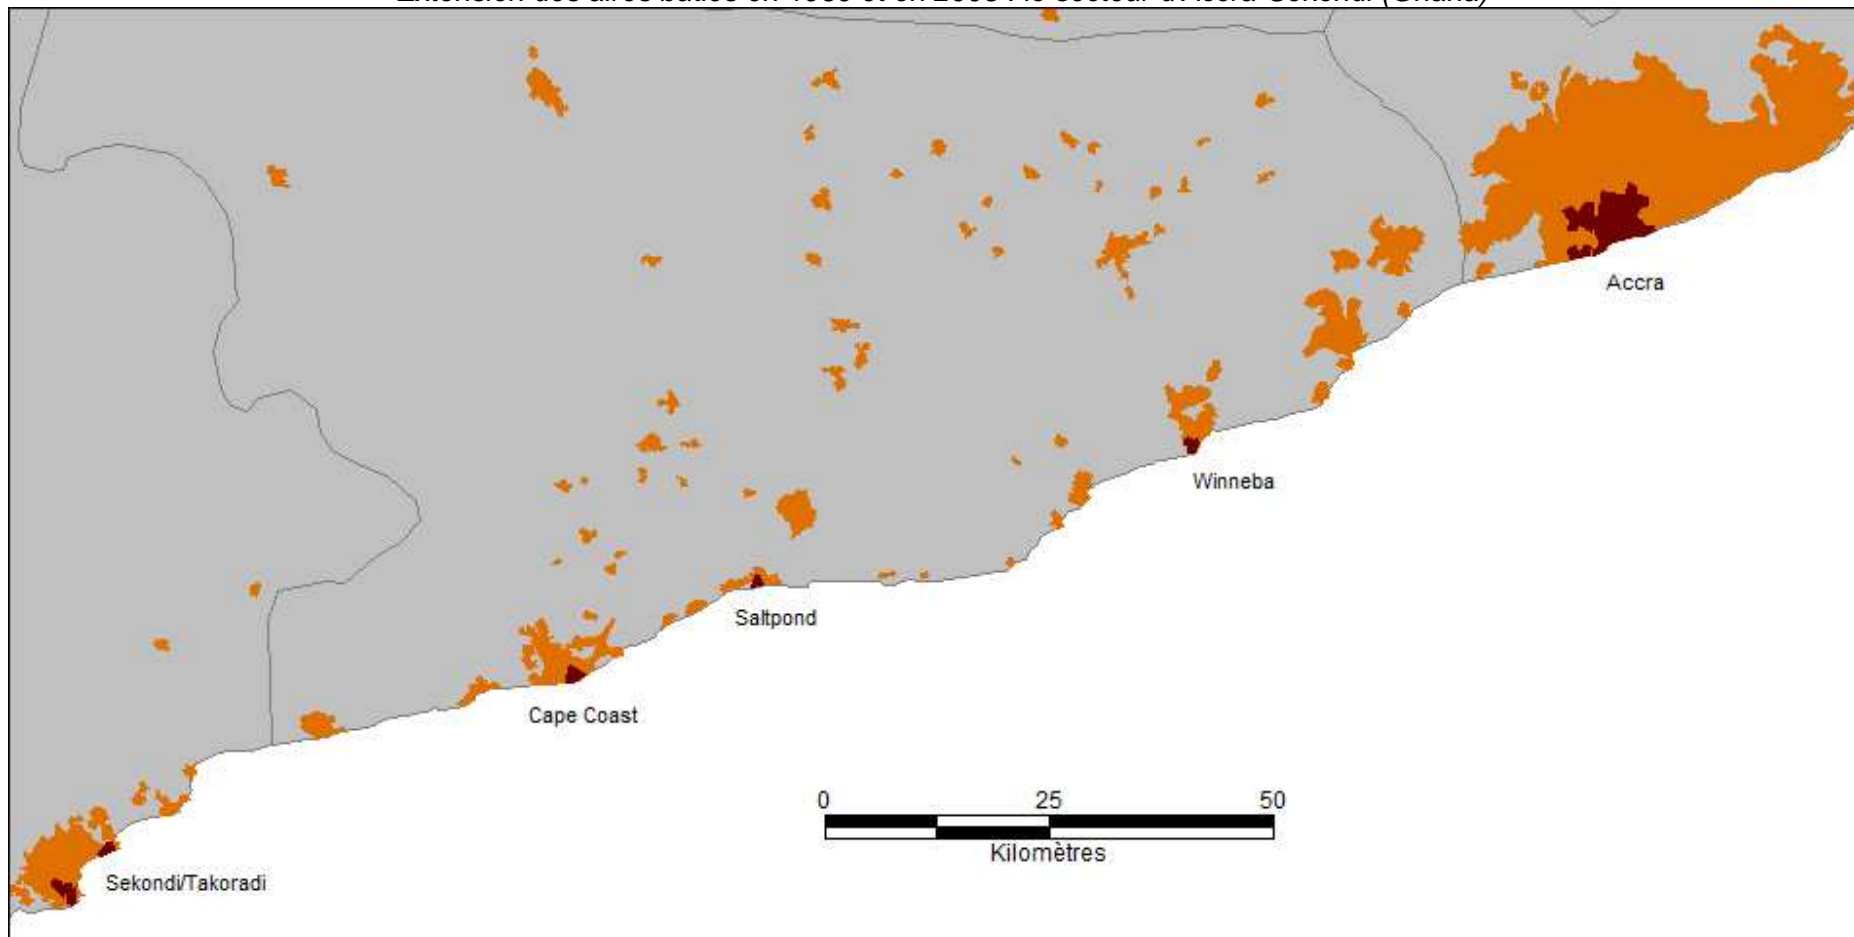 Accra
Winneba
Saltpond
Cape Coast
0 25 50
Kilomètres
Sekondi/Takoradi